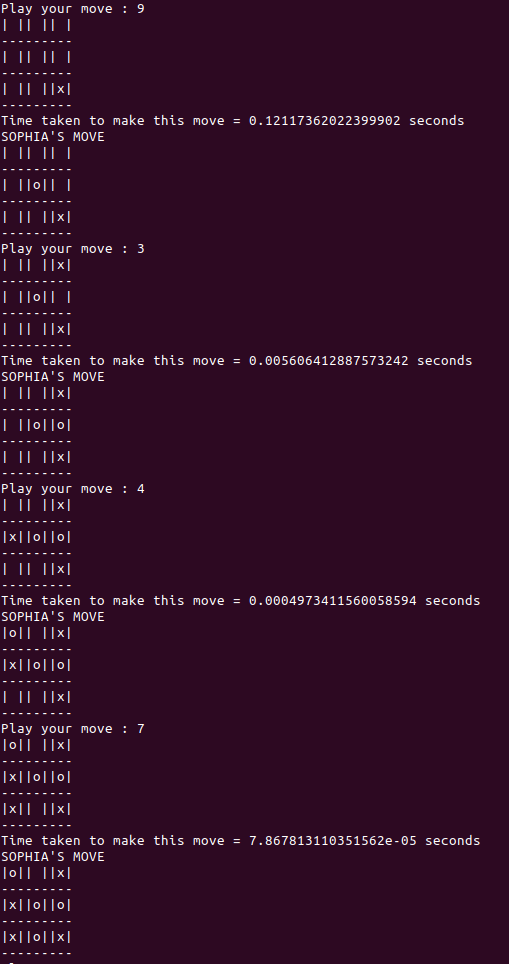 Play your move : 9
| || || |
---------
| || || |
---------
| || ||x|
---------
Time taken to make this move = 0.12117362022399902 seconds
SOPHIA'S MOVE
| || || |
---------
| ||o|| |
---------
| || ||x|
---------
Play your move : 3
| || ||x|
---------
| ||o|| |
---------
| || ||x|
---------
Time taken to make this move = 0.005606412887573242 seconds
SOPHIA'S MOVE
| || ||x|
---------
| ||o||o|
---------
| || ||x|
---------
Play your move : 4
| || ||x|
---------
|x||o||o|
---------
| || ||x|
---------
Time taken to make this move = 0.0004973411560058594 seconds
SOPHIA'S MOVE
|o|| ||x|
---------
|x||o||o|
---------
| || ||x|
---------
Play your move : 7
|o|| ||x|
---------
|x||o||o|
---------
|x|| ||x|
---------
Time taken to make this move = 7.867813110351562e-05 seconds
SOPHIA'S MOVE
|o|| ||x|
---------
|x||o||o|
---------
|x||o||x|
---------